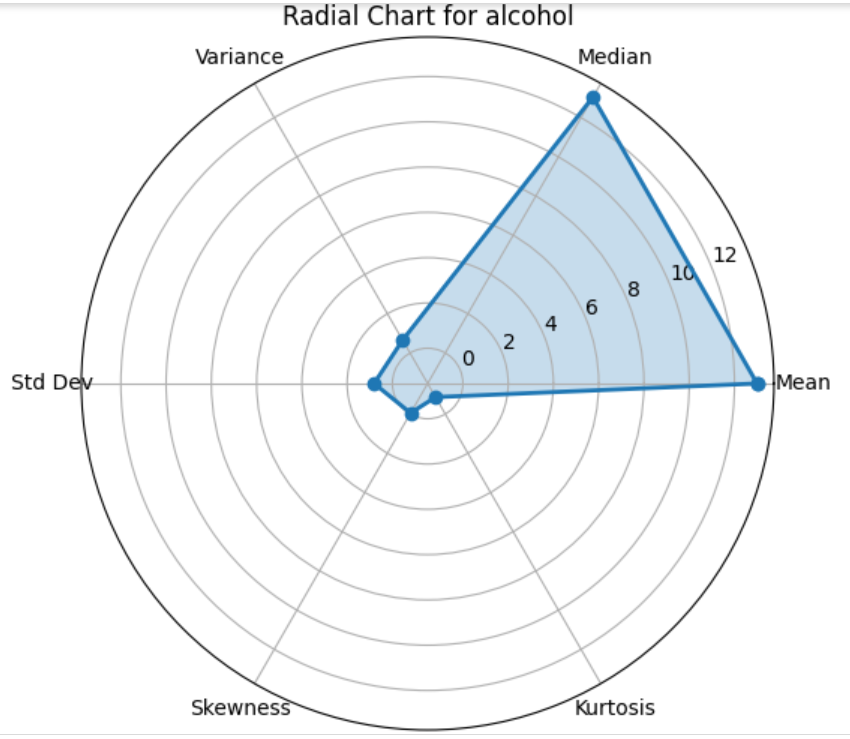 Radial Chart for alcohol
Variance
Median
12
10
8
6
4
2
0
Std Dev
Mean
Skewness
Kurtosis